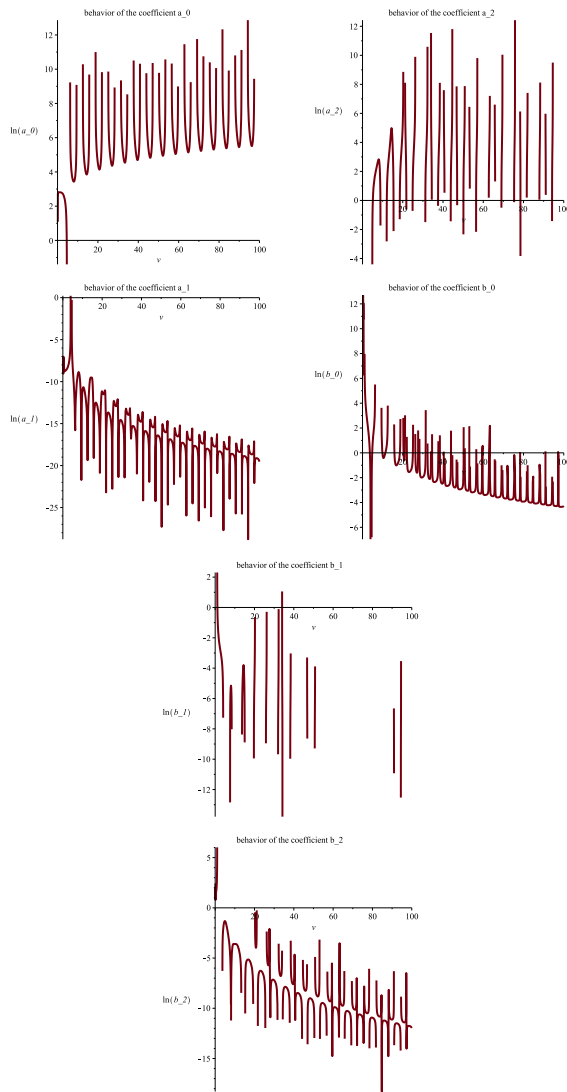 behavior of the coefficient a_0
12
10
8
ln(a_0)
6
4
2
0
20 40 60 80 100
v
behavior of the coefficient a_2
12
10
8
6
ln(a_2)
4
2
0
20 40 60 80 100
v
-2
-4
behavior of the coefficient a_1
0
20 40 60 80 100
v
-5
-10
ln(a_1)
-15
-20
-25
behavior of the coefficient b_0
12
10
8
ln(b_0)
6
4
2
0
20 40 60 80 100
v
-2
-4
-6
behavior of the coefficient b_1
2
0
20 40 60 80 100
v
-2
-4
-6
ln(b_1)
-8
-10
-12
behavior of the coefficient b_2
5
0
20 40 60 80 100
v
-5
ln(b_2)
-10
-15